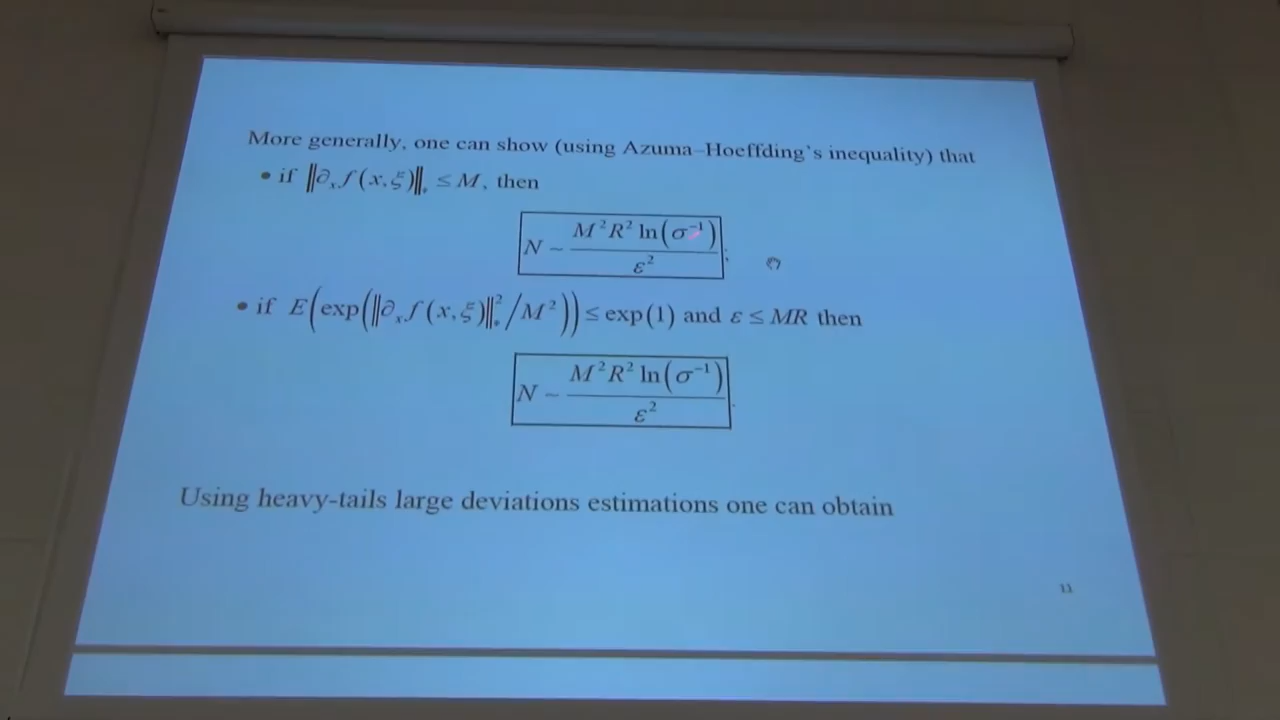 More generally, one can show (using Azuma–Hoeffding's inequality) that
• if ‖∂ₓf(x,ξ)‖_* ≤ M, then
N ~ M²R² ln(σ⁻¹) / ε² ;
• if E(exp(‖∂ₓf(x,ξ)‖_*² / M²)) ≤ exp(1) and ε ≤ MR then
N ~ M²R² ln(σ⁻¹) / ε² .
Using heavy-tails large deviations estimations one can obtain
11